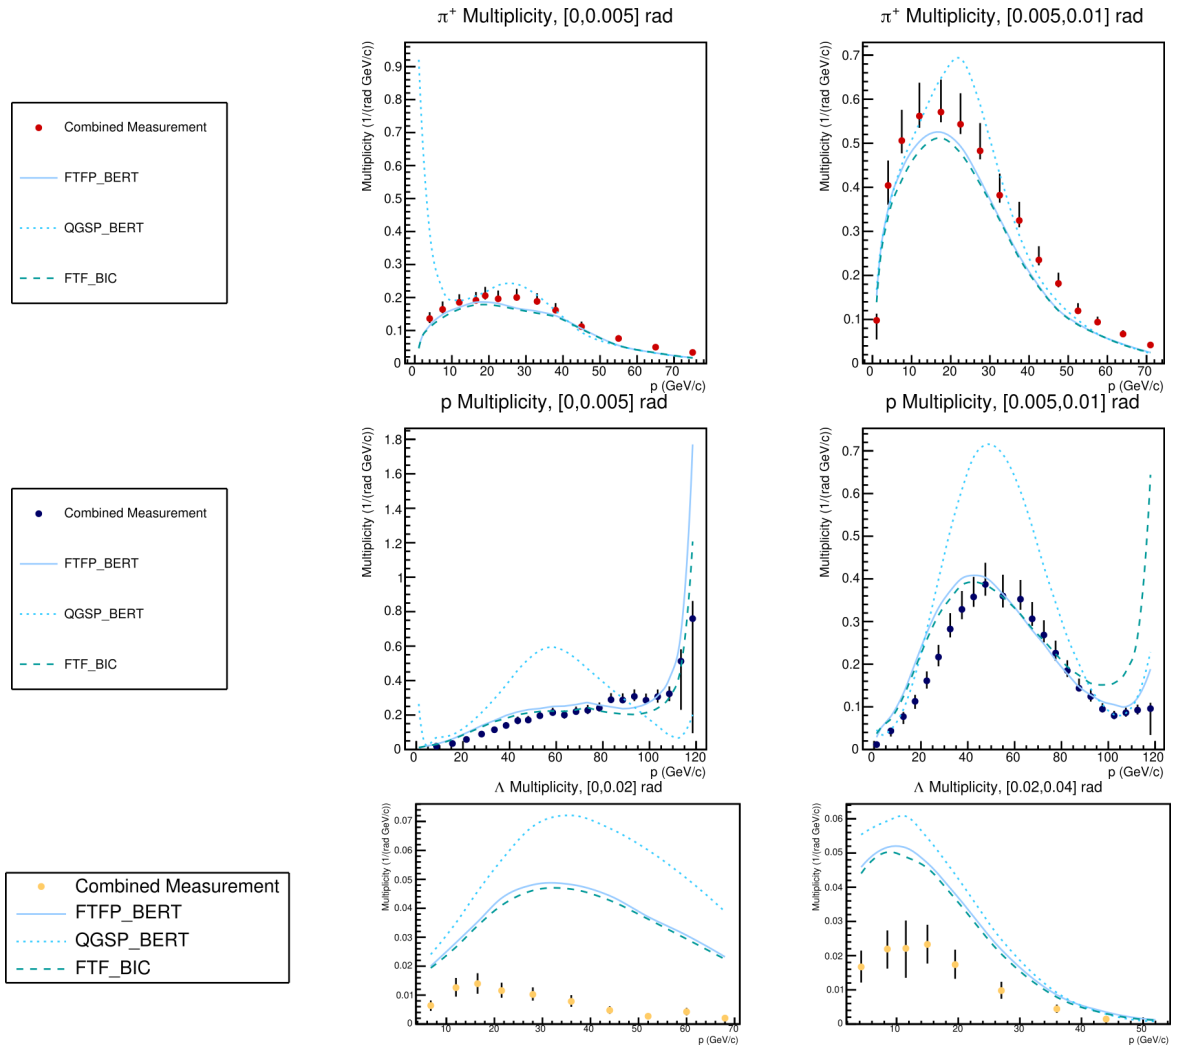 π+ Multiplicity, [0,0.005] rad
π+ Multiplicity, [0.005,0.01] rad
Combined Measurement
FTFP_BERT
QGSP_BERT
FTF_BIC
Multiplicity (1/(rad GeV/c))
0.9
0.8
0.7
0.6
0.5
0.4
0.3
0.2
0.1
0
0 10 20 30 40 50 60 70
p (GeV/c)
Multiplicity (1/(rad GeV/c))
0.7
0.6
0.5
0.4
0.3
0.2
0.1
0
0 10 20 30 40 50 60 70
p (GeV/c)
p Multiplicity, [0,0.005] rad
p Multiplicity, [0.005,0.01] rad
Combined Measurement
FTFP_BERT
QGSP_BERT
FTF_BIC
Multiplicity (1/(rad GeV/c))
1.8
1.6
1.4
1.2
1
0.8
0.6
0.4
0.2
0
0 20 40 60 80 100 120
p (GeV/c)
Multiplicity (1/(rad GeV/c))
0.7
0.6
0.5
0.4
0.3
0.2
0.1
0
0 20 40 60 80 100 120
p (GeV/c)
Λ Multiplicity, [0,0.02] rad
Λ Multiplicity, [0.02,0.04] rad
Combined Measurement
FTFP_BERT
QGSP_BERT
FTF_BIC
Multiplicity (1/(rad GeV/c))
0.07
0.06
0.05
0.04
0.03
0.02
0.01
0
10 20 30 40 50 60 70
p (GeV/c)
Multiplicity (1/(rad GeV/c))
0.06
0.05
0.04
0.03
0.02
0.01
0
10 20 30 40 50
p (GeV/c)